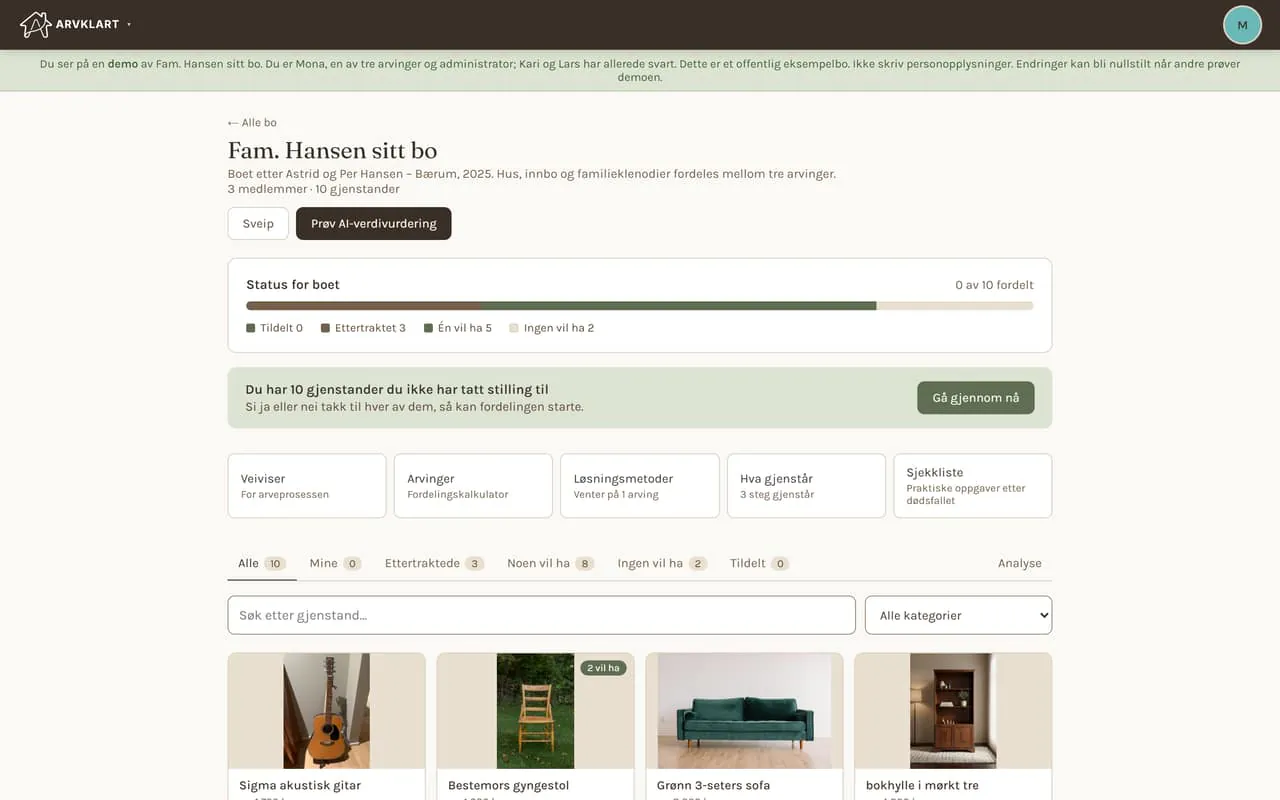 ARVKLART
M
Du ser på en demo av Fam. Hansen sitt bo. Du er Mona, en av tre arvinger og administrator; Kari og Lars har allerede svart. Dette er et offentlig eksempelbo. Ikke skriv personopplysninger. Endringer kan bli nullstilt når andre prøver
demoen.
← Alle bo
Fam. Hansen sitt bo
Boet etter Astrid og Per Hansen – Bærum, 2025. Hus, innbo og familieklenodier fordeles mellom tre arvinger.
3 medlemmer · 10 gjenstander
Sveip
Prøv AI-verdivurdering
Status for boet
0 av 10 fordelt
Tildelt 0
Ettertraktet 3
Én vil ha 5
Ingen vil ha 2
Du har 10 gjenstander du ikke har tatt stilling til
Si ja eller nei takk til hver av dem, så kan fordelingen starte.
Gå gjennom nå
Veiviser
For arveprosessen
Arvinger
Fordelingskalkulator
Løsningsmetoder
Venter på 1 arving
Hva gjenstår
3 steg gjenstår
Sjekkliste
Praktiske oppgaver etter
dødsfallet
Alle 10
Mine 0
Ettertraktede 3
Noen vil ha 8
Ingen vil ha 2
Tildelt 0
Analyse
Søk etter gjenstand...
Alle kategorier
2 vil ha
Sigma akustisk gitar
Bestemors gyngestol
Grønn 3-seters sofa
bokhylle i mørkt tre